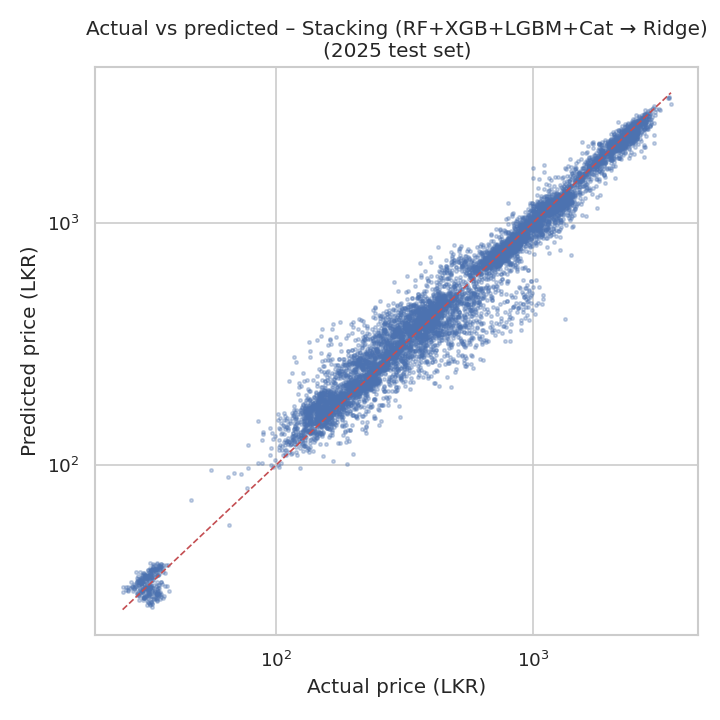 Actual vs predicted – Stacking (RF+XGB+LGBM+Cat → Ridge)
(2025 test set)
Predicted price (LKR)
10³
10²
10² 10³
Actual price (LKR)